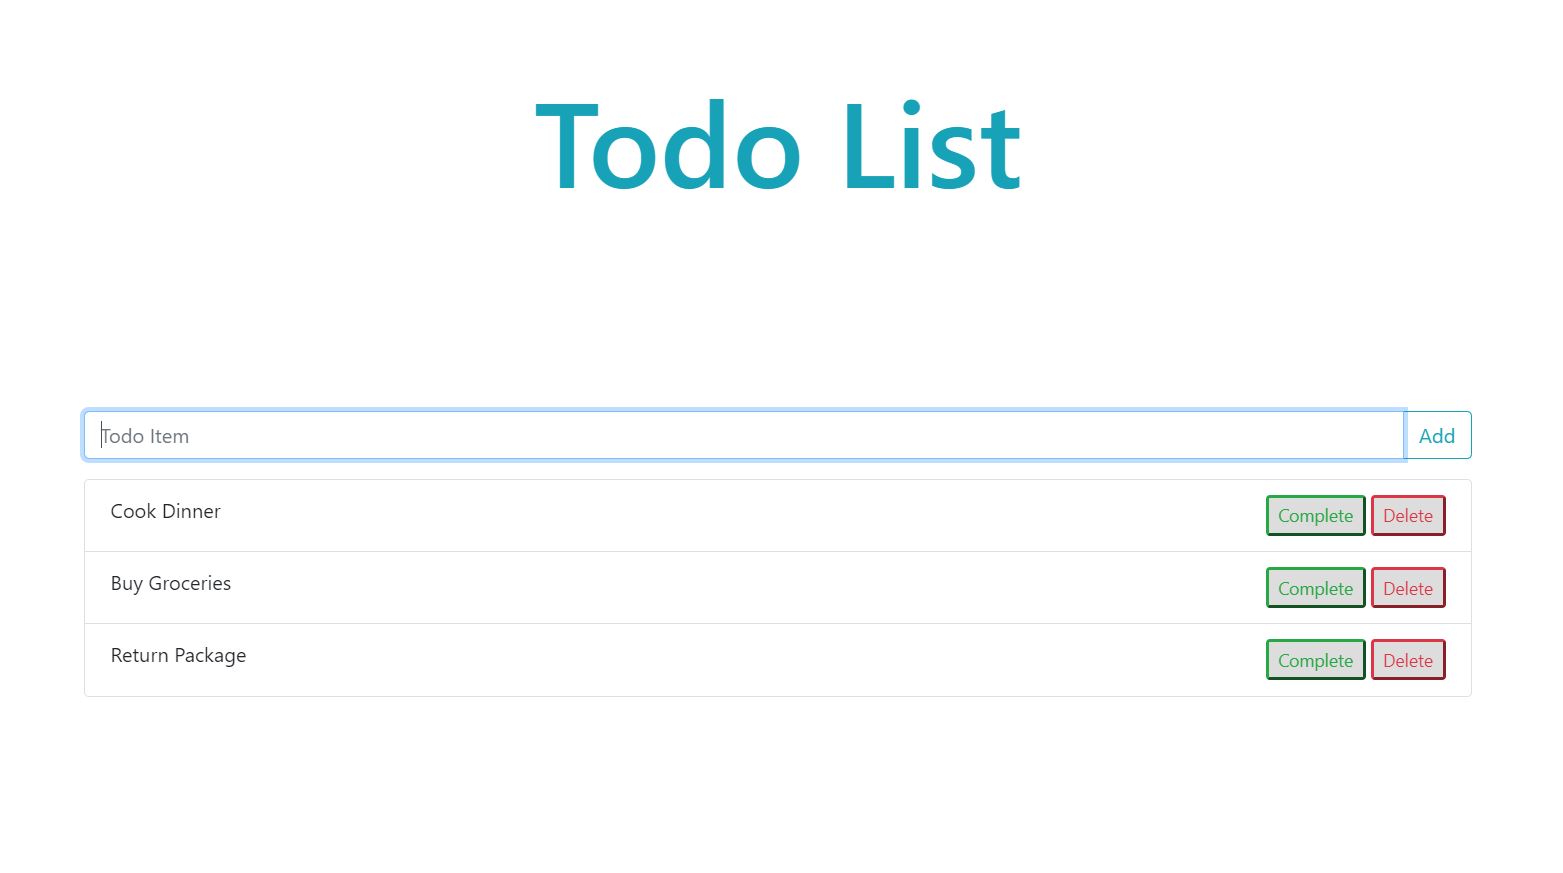 Todo List
Todo Item
Add
Cook Dinner
Complete
Delete
Buy Groceries
Complete
Delete
Return Package
Complete
Delete